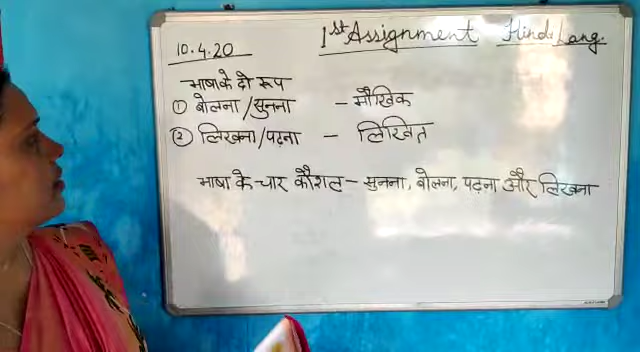 10.4.20
1st Assignment Hindi Lang.
भाषा के दो रूप
① बोलना/सुनना - मौखिक
② लिखना/पढ़ना - लिखित
भाषा के चार कौशल - सुनना, बोलना, पढ़ना और लिखना